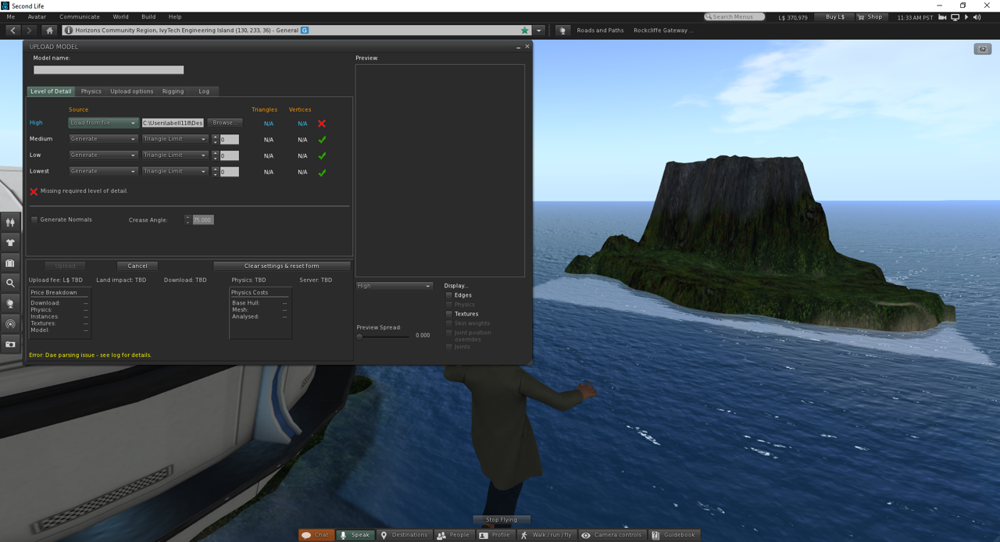 Second Life
Me Avatar Communicate World Build Help Search Menus L$ 370,979 Buy L$ Shop 11:33 AM PST
Horizons Community Region, IvyTech Engineering Island (130, 233, 36) - General G Roads and Paths Rockcliffe Gateway ...
62
UPLOAD MODEL
Model name: Preview:
Level of Detail Physics Upload options Rigging Log
Source Triangles Vertices
High Load from file C:\Users\abell118\Des Browse... N/A N/A
Medium Generate Triangle Limit 0 N/A N/A
Low Generate Triangle Limit 0 N/A N/A
Lowest Generate Triangle Limit 0 N/A N/A
Missing required level of detail.
Generate Normals Crease Angle: 75.000
Upload Cancel Clear settings & reset form
Upload fee: L$ TBD Land impact: TBD Download: TBD Physics: TBD Server: TBD
Price Breakdown
Download: --
Physics: --
Instances: --
Textures: --
Model: --
Physics Costs
Base Hull: --
Mesh: --
Analysed: --
Error: Dae parsing issue - see log for details.
High
Preview Spread: 0.000
Display...
Edges
Physics
Textures
Skin weights
Joint position
overrides
Joints
Stop Flying
Chat Speak Destinations People Profile Walk / run / fly Camera controls Guidebook